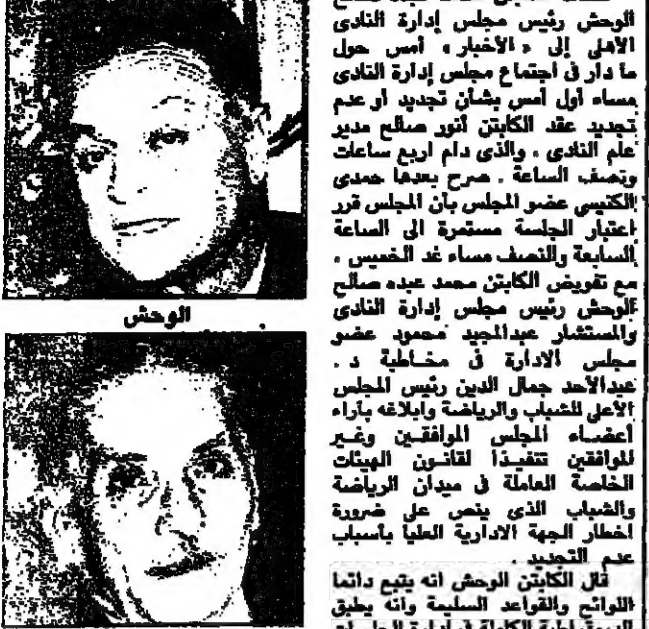 الوحش رئيس مجلس إدارة النادى
الأهلى إلى « الأخبار » أمس حول
ما دار فى اجتماع مجلس إدارة النادى
مساء أول أمس بشأن تجديد أو عدم
تجديد عقد الكابتن أنور صالح مدير
علم النادى . والذى دام اربع ساعات
ونصف الساعة . صرح بعدها حمدى
الكنيسى عضو المجلس بأن المجلس قرر
اعتبار الجلسة مستمرة الى الساعة
السابعة والنصف مساء غد الخميس .
مع تفويض الكابتن محمد عبده صالح
الوحش رئيس مجلس إدارة النادى
والمستشار عبدالمجيد محمود عضو
مجلس الادارة فى مخاطبة د .
عبدالأحد جمال الدين رئيس المجلس
الأعلى للشباب والرياضة وابلاغه بآراء
أعضاء المجلس الموافقين وغير
الموافقين تنفيذا لقانون الهيئات
الخاصة العاملة فى ميدان الرياضة
والشباب الذى ينص على ضرورة
اخطار الجهة الادارية العليا بأسباب
عدم التجديد .
قال الكابتن الوحش انه يتبع دائما
اللوائح والقواعد السليمة وانه يطبق
الوحش